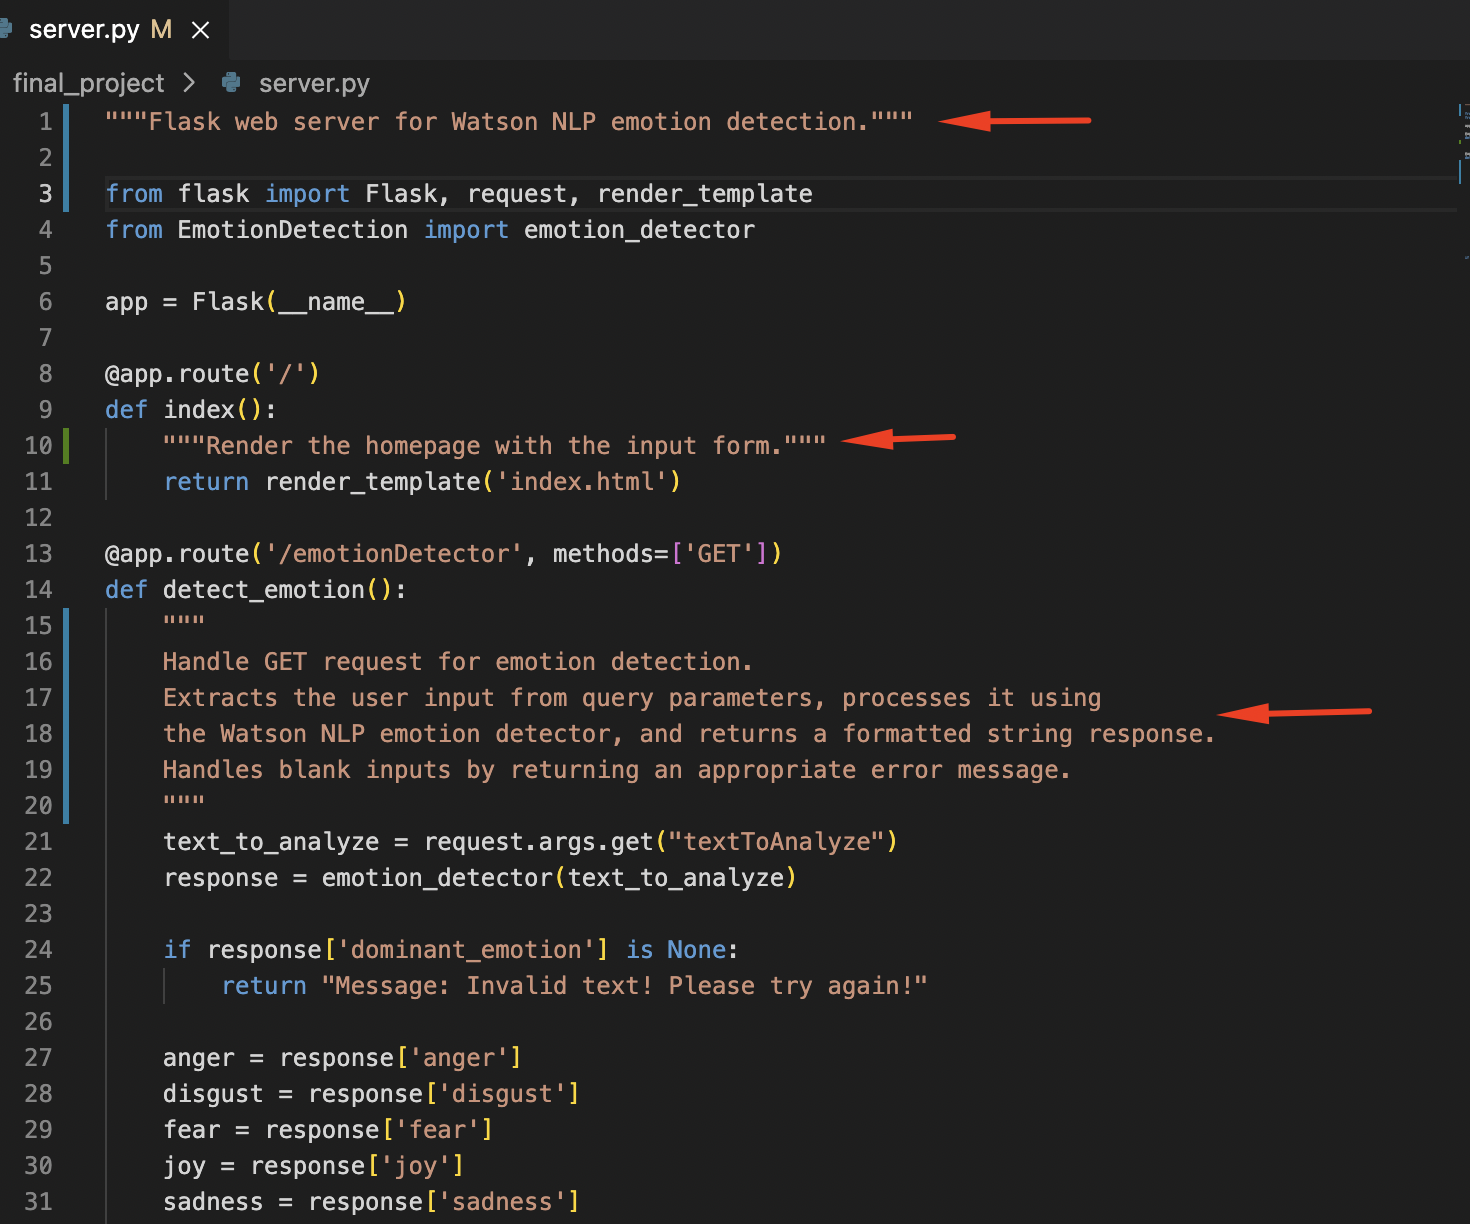 server.py M
final_project > server.py
1 """Flask web server for Watson NLP emotion detection."""
2
3 from flask import Flask, request, render_template
4 from EmotionDetection import emotion_detector
5
6 app = Flask(__name__)
7
8 @app.route('/')
9 def index():
10     """Render the homepage with the input form."""
11     return render_template('index.html')
12
13 @app.route('/emotionDetector', methods=['GET'])
14 def detect_emotion():
15     """
16     Handle GET request for emotion detection.
17     Extracts the user input from query parameters, processes it using
18     the Watson NLP emotion detector, and returns a formatted string response.
19     Handles blank inputs by returning an appropriate error message.
20     """
21     text_to_analyze = request.args.get("textToAnalyze")
22     response = emotion_detector(text_to_analyze)
23
24     if response['dominant_emotion'] is None:
25         return "Message: Invalid text! Please try again!"
26
27     anger = response['anger']
28     disgust = response['disgust']
29     fear = response['fear']
30     joy = response['joy']
31     sadness = response['sadness']